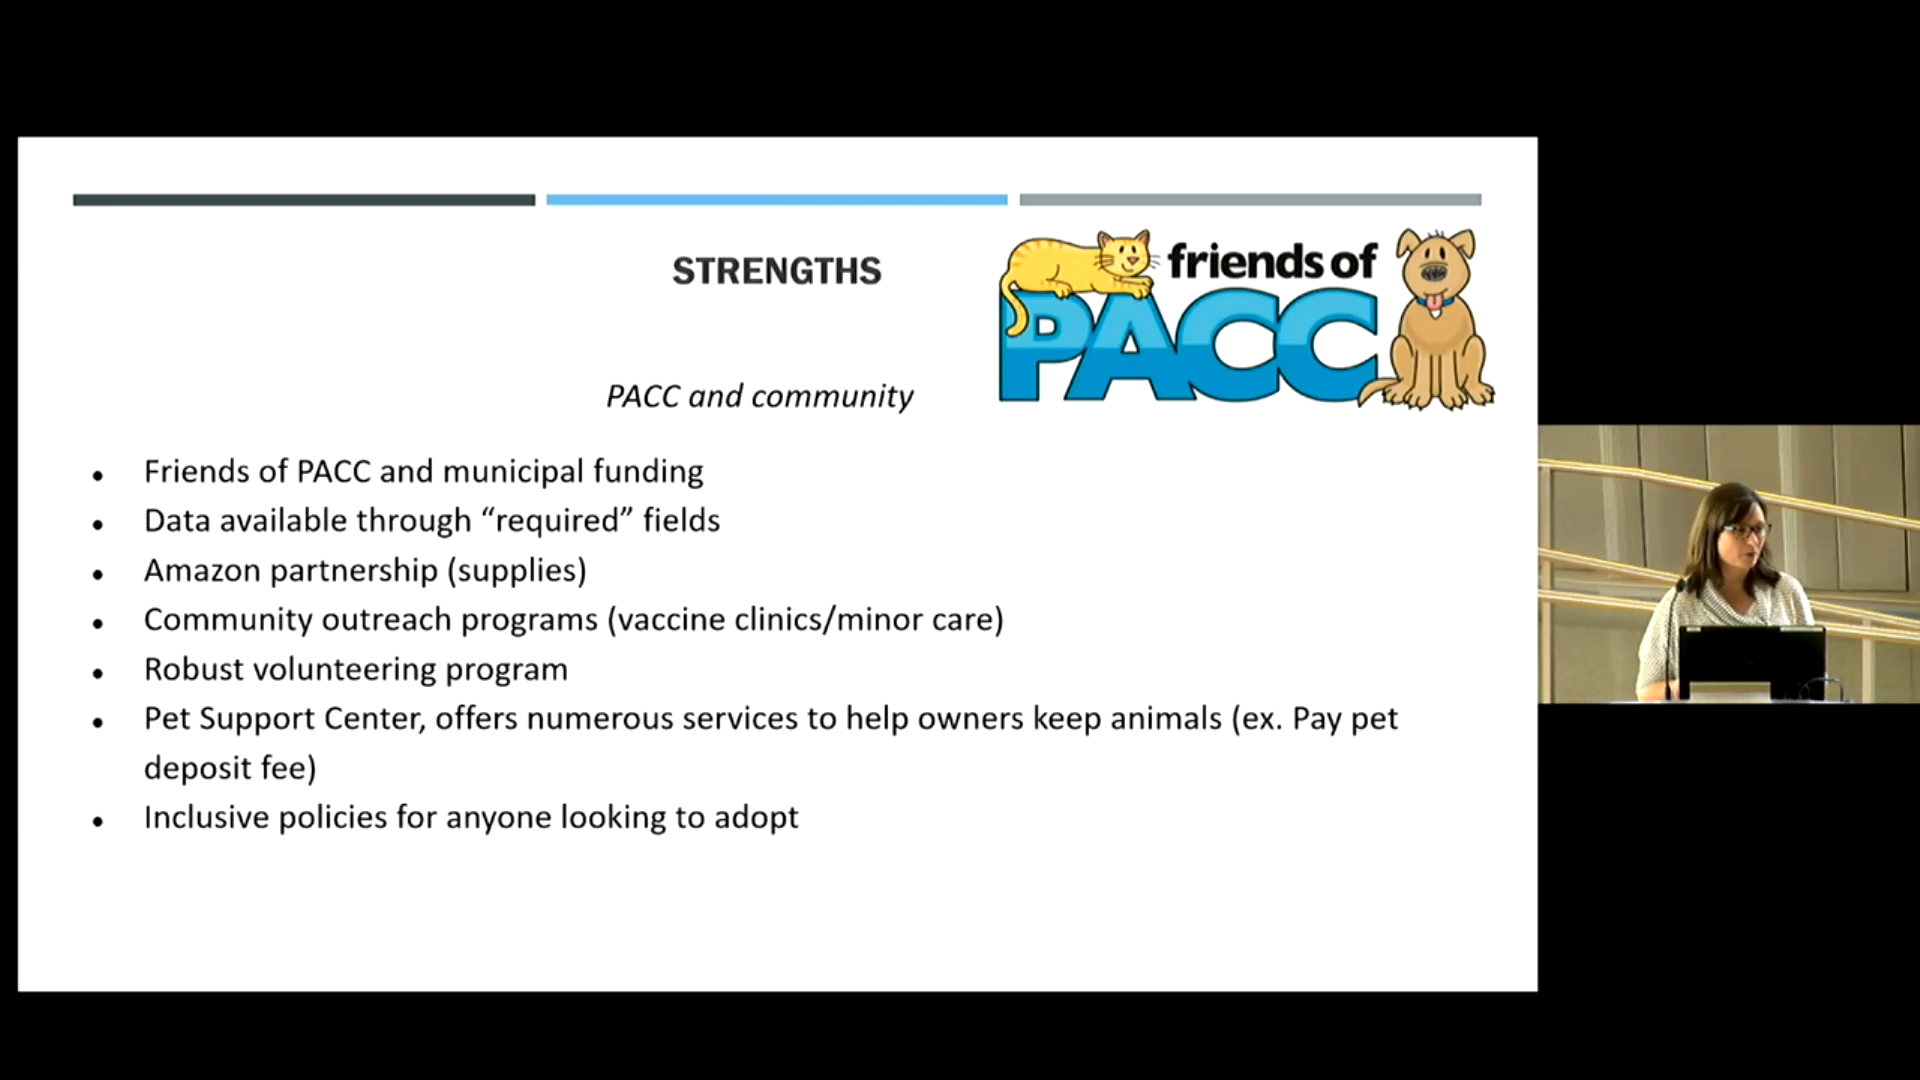 STRENGTHS
friends of
PACC
PACC and community
• Friends of PACC and municipal funding
• Data available through “required” fields
• Amazon partnership (supplies)
• Community outreach programs (vaccine clinics/minor care)
• Robust volunteering program
• Pet Support Center, offers numerous services to help owners keep animals (ex. Pay pet
deposit fee)
• Inclusive policies for anyone looking to adopt